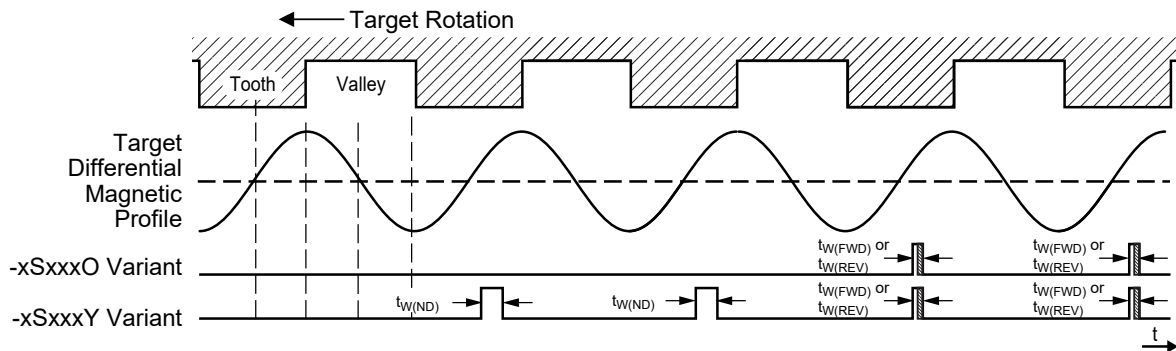 Target Rotation
Tooth
Valley
Target
Differential
Magnetic
Profile
-xSxxxO Variant
tW(FWD) or
tW(REV)
tW(FWD) or
tW(REV)
-xSxxxY Variant
tW(ND)
tW(ND)
tW(FWD) or
tW(REV)
tW(FWD) or
tW(REV)
t